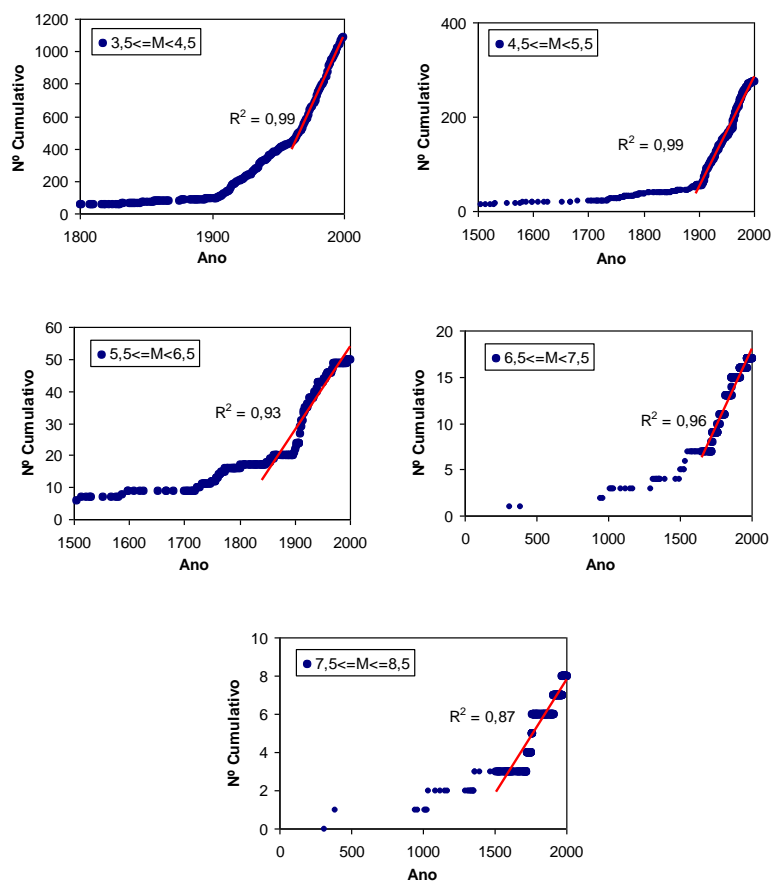 1200
1000
800
600
400
200
0
Nº Cumulativo
3,5<=M<4,5
R² = 0,99
1800
1900
2000
Ano
400
200
0
Nº Cumulativo
4,5<=M<5,5
R² = 0,99
1500
1600
1700
1800
1900
2000
Ano
60
50
40
30
20
10
0
Nº Cumulativo
5,5<=M<6,5
R² = 0,93
1500
1600
1700
1800
1900
2000
Ano
20
15
10
5
0
Nº Cumulativo
6,5<=M<7,5
R² = 0,96
0
500
1000
1500
2000
Ano
10
8
6
4
2
0
Nº Cumulativo
7,5<=M<=8,5
R² = 0,87
0
500
1000
1500
2000
Ano